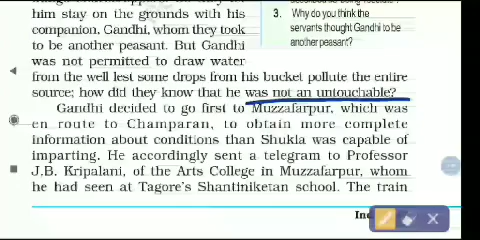 him stay on the grounds with his
companion, Gandhi, whom they took
to be another peasant. But Gandhi
was not permitted to draw water
from the well lest some drops from his bucket pollute the entire
source; how did they know that he was not an untouchable?
Gandhi decided to go first to Muzzafarpur, which was
en route to Champaran, to obtain more complete
information about conditions than Shukla was capable of
imparting. He accordingly sent a telegram to Professor
J.B. Kripalani, of the Arts College in Muzzafarpur, whom
he had seen at Tagore's Shantiniketan school. The train
3. Why do you think the
servants thought Gandhi to be
another peasant?